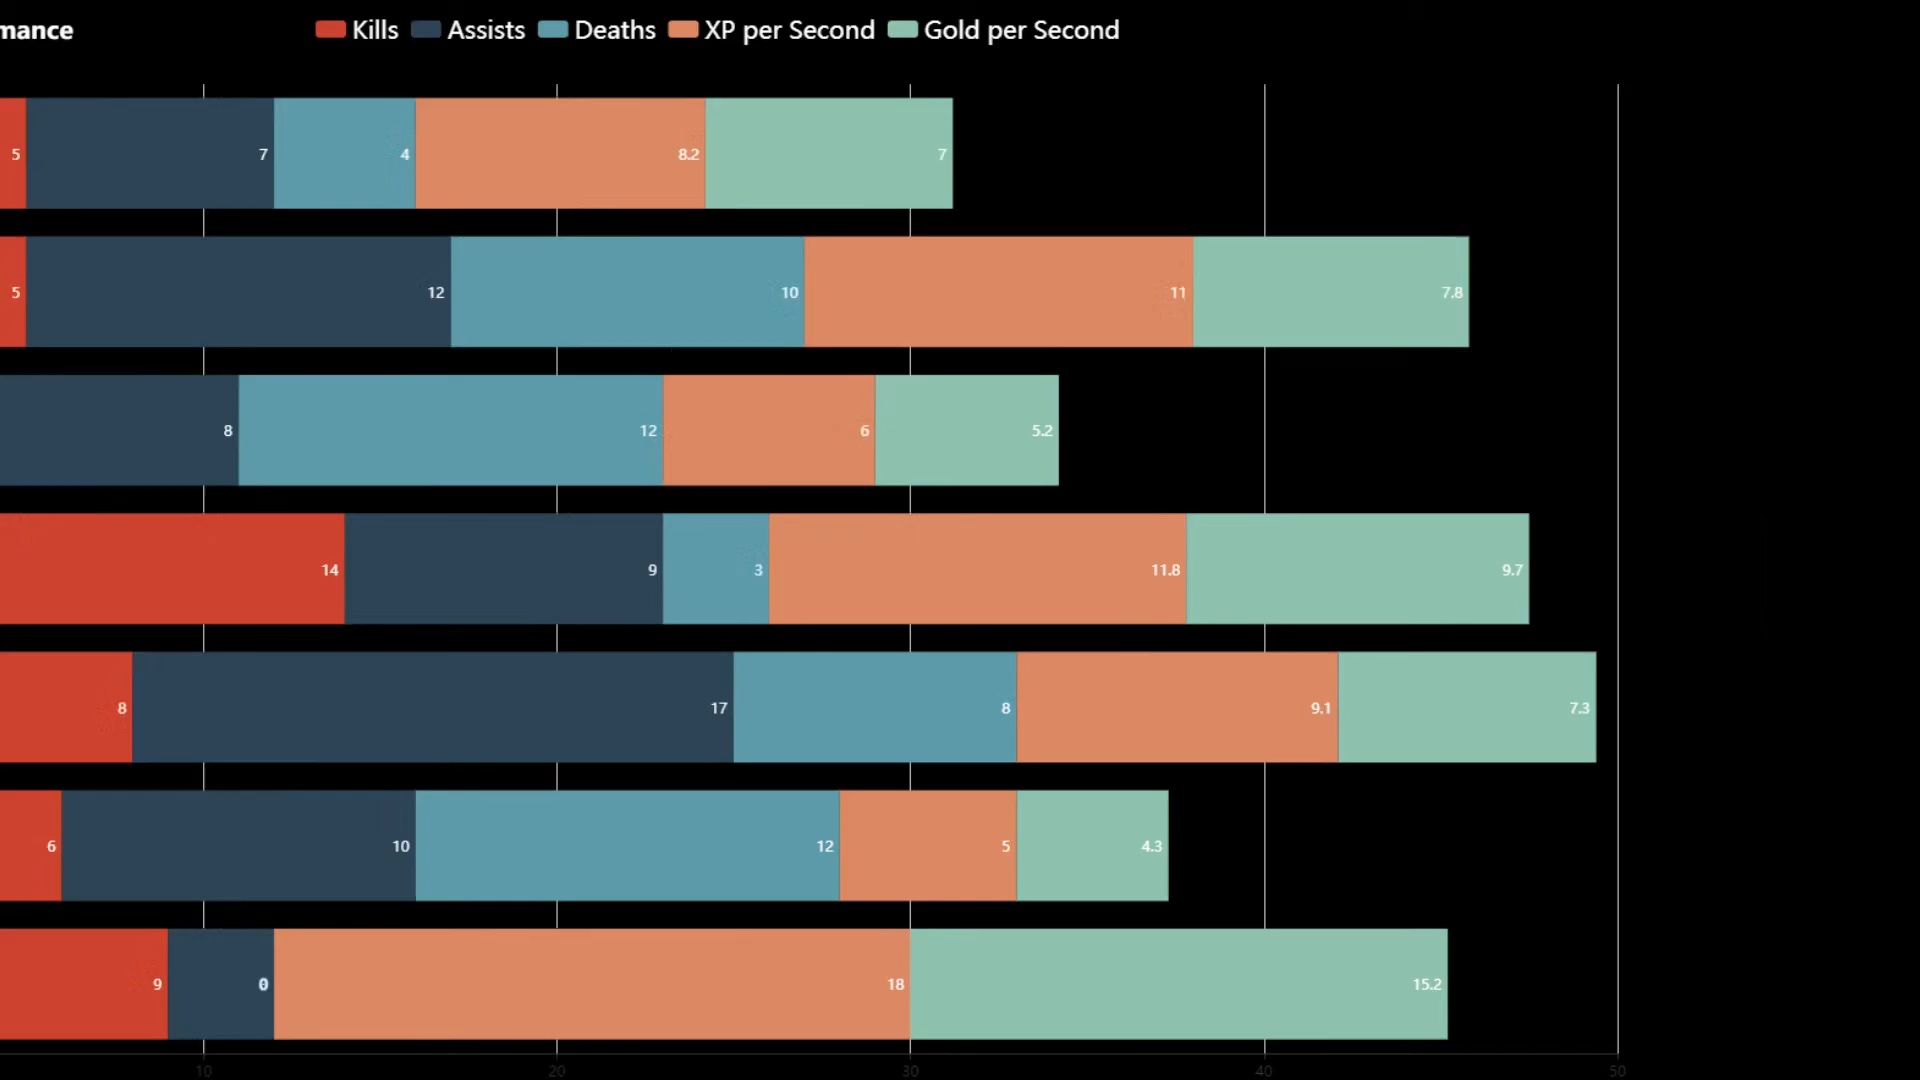 mance Kills Assists Deaths XP per Second Gold per Second
5 7 4 8.2 7
5 12 10 11 7.8
8 12 6 5.2
14 9 3 11.8 9.7
8 17 8 9.1 7.3
6 10 12 5 4.3
9 0 18 15.2
10 20 30 40 50